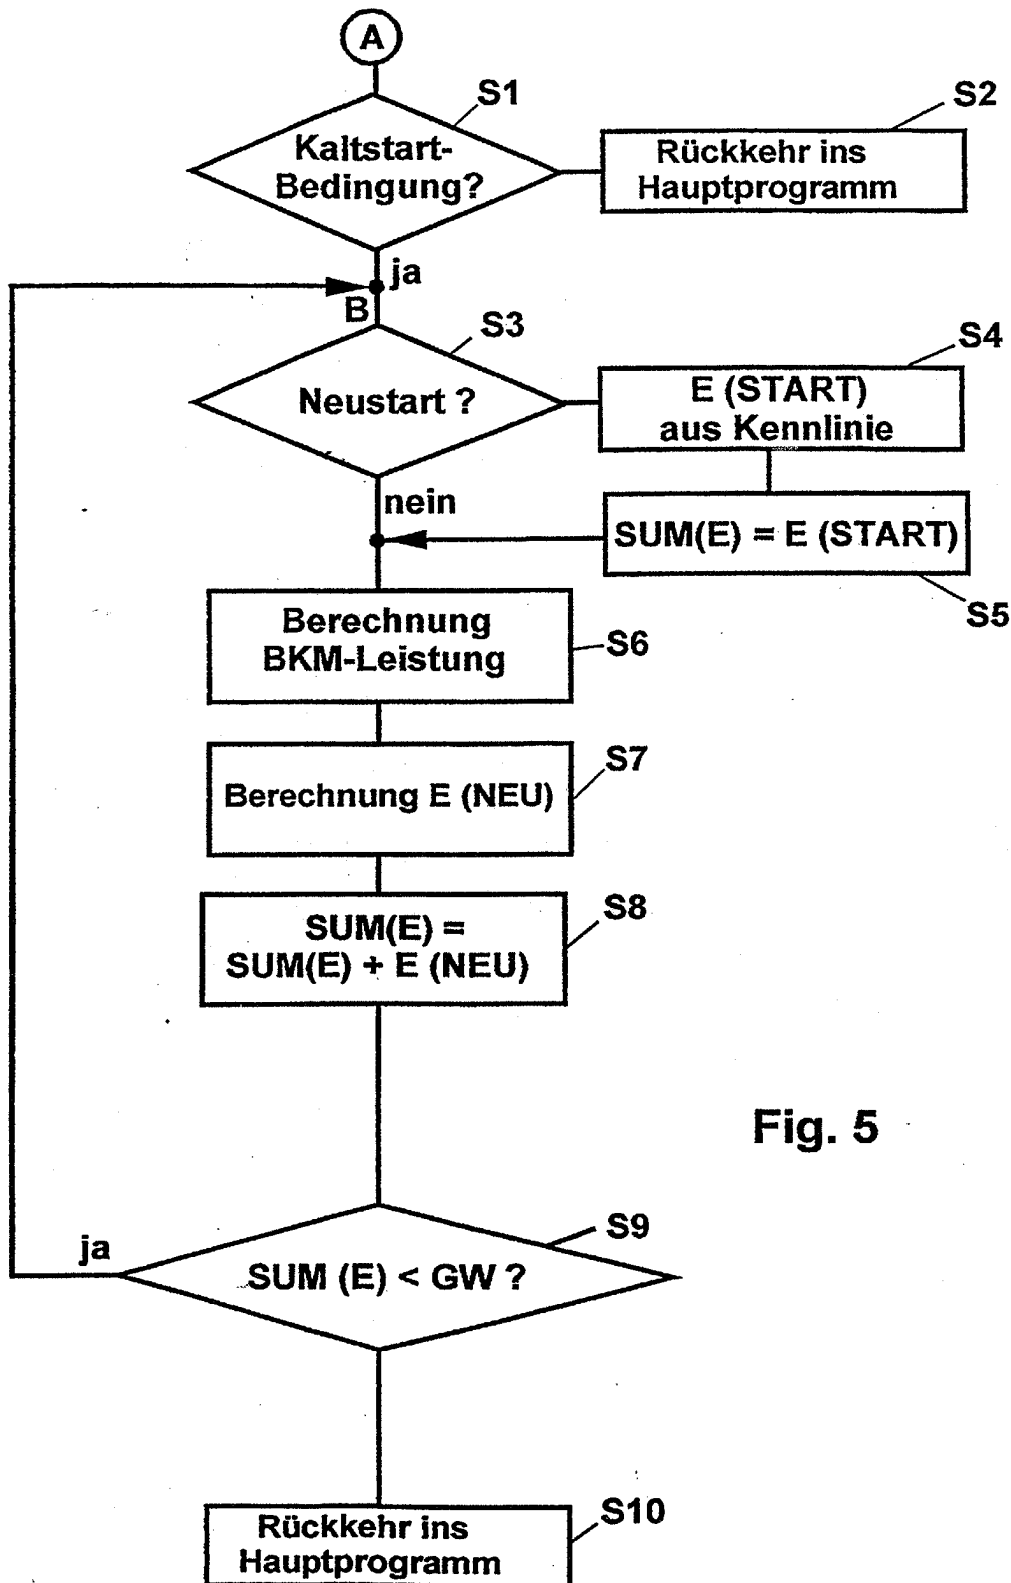 A
S1
Kaltstart-
Bedingung?
S2
Rückkehr ins
Hauptprogramm
ja
B
S3
Neustart ?
S4
E (START)
aus Kennlinie
nein
SUM(E) = E (START)
S5
Berechnung
BKM-Leistung
S6
S7
Berechnung E (NEU)
S8
SUM(E) =
SUM(E) + E (NEU)
Fig. 5
S9
ja
SUM (E) < GW ?
S10
Rückkehr ins
Hauptprogramm